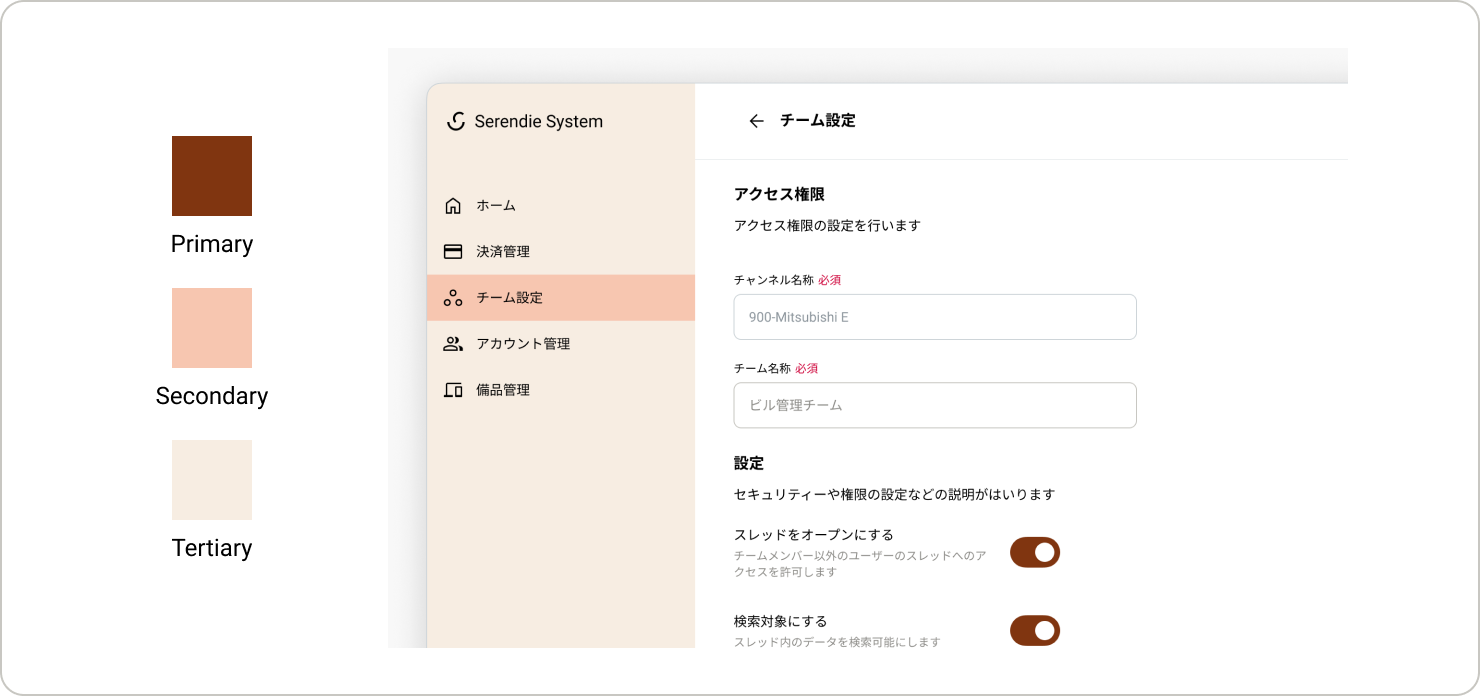 Primary
Secondary
Tertiary
Serendie System
ホーム
決済管理
チーム設定
アカウント管理
備品管理
チーム設定
アクセス権限
アクセス権限の設定を行います
チャンネル名称 必須
900-Mitsubishi E
チーム名称 必須
ビル管理チーム
設定
セキュリティーや権限の設定などの説明がはいります
スレッドをオープンにする
チームメンバー以外のユーザーのスレッドへのア
クセスを許可します
検索対象にする
スレッド内のデータを検索可能にします